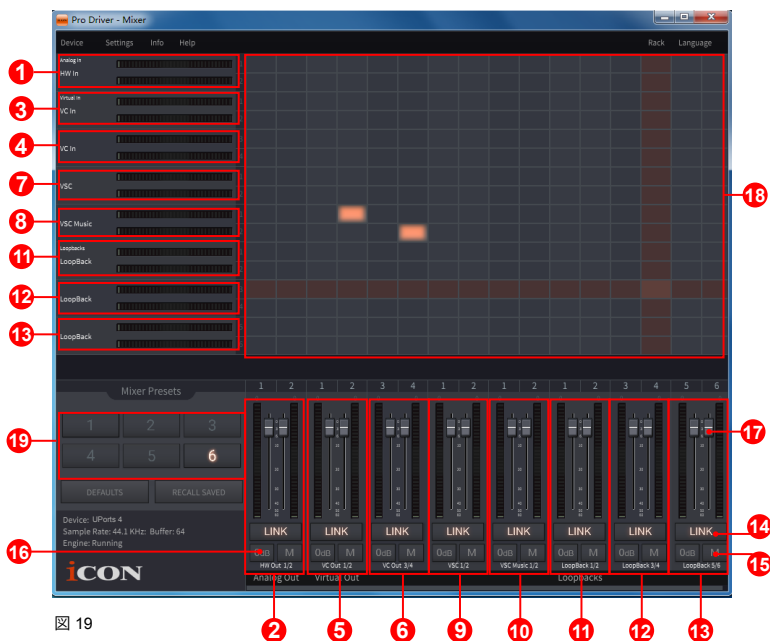 Pro Driver - Mixer
Device Settings Info Help Rack Language
Analog In
1 HW In
Virtual In
3 VC In
4 VC In
7 VSC
18
8 VSC Music
Loopbacks
11 LoopBack
12 LoopBack
13 LoopBack
Mixer Presets
1 2 1 2 3 4 1 2 1 2 1 2 3 4 5 6
1 2 3
19
4 5 6
17
DEFAULTS RECALL SAVED
Device: UPorts 4
Sample Rate: 44.1 KHz: Buffer: 64
Engine: Running
LINK LINK LINK LINK LINK LINK LINK LINK 14
16 0dB M 0dB M 0dB M 0dB M 0dB M 0dB M 0dB M 0dB M 15
HW Out 1/2 VC Out 1/2 VC Out 3/4 VSC 1/2 VSC Music 1/2 LoopBack 1/2 LoopBack 3/4 LoopBack 5/6
iCON
Analog Out Virtual Out Loopbacks
図 19
2 5 6 9 10 11 12 13